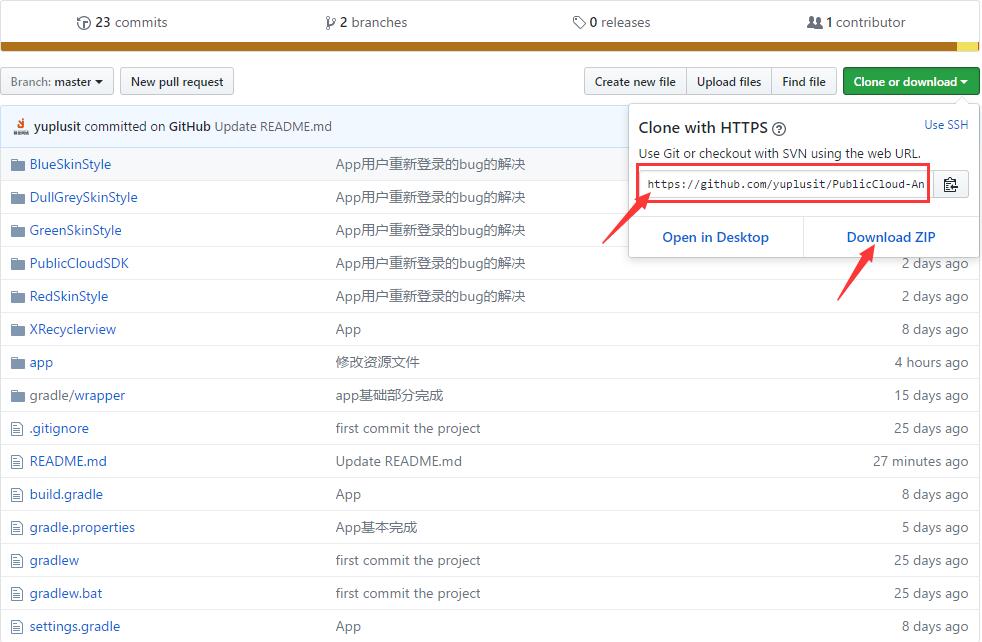 23 commits 2 branches 0 releases 1 contributor
Branch: master New pull request Create new file Upload files Find file Clone or download
yuplusit committed on GitHub Update README.md
Clone with HTTPS Use SSH
Use Git or checkout with SVN using the web URL.
https://github.com/yuplusit/PublicCloud-An
Open in Desktop Download ZIP
BlueSkinStyle App用户重新登录的bug的解决
DullGreySkinStyle App用户重新登录的bug的解决
GreenSkinStyle App用户重新登录的bug的解决
PublicCloudSDK App用户重新登录的bug的解决 2 days ago
RedSkinStyle App用户重新登录的bug的解决 2 days ago
XRecyclerview App 8 days ago
app 修改资源文件 4 hours ago
gradle/wrapper app基础部分完成 15 days ago
.gitignore first commit the project 25 days ago
README.md Update README.md 27 minutes ago
build.gradle App 8 days ago
gradle.properties App基本完成 5 days ago
gradlew first commit the project 25 days ago
gradlew.bat first commit the project 25 days ago
settings.gradle App 8 days ago